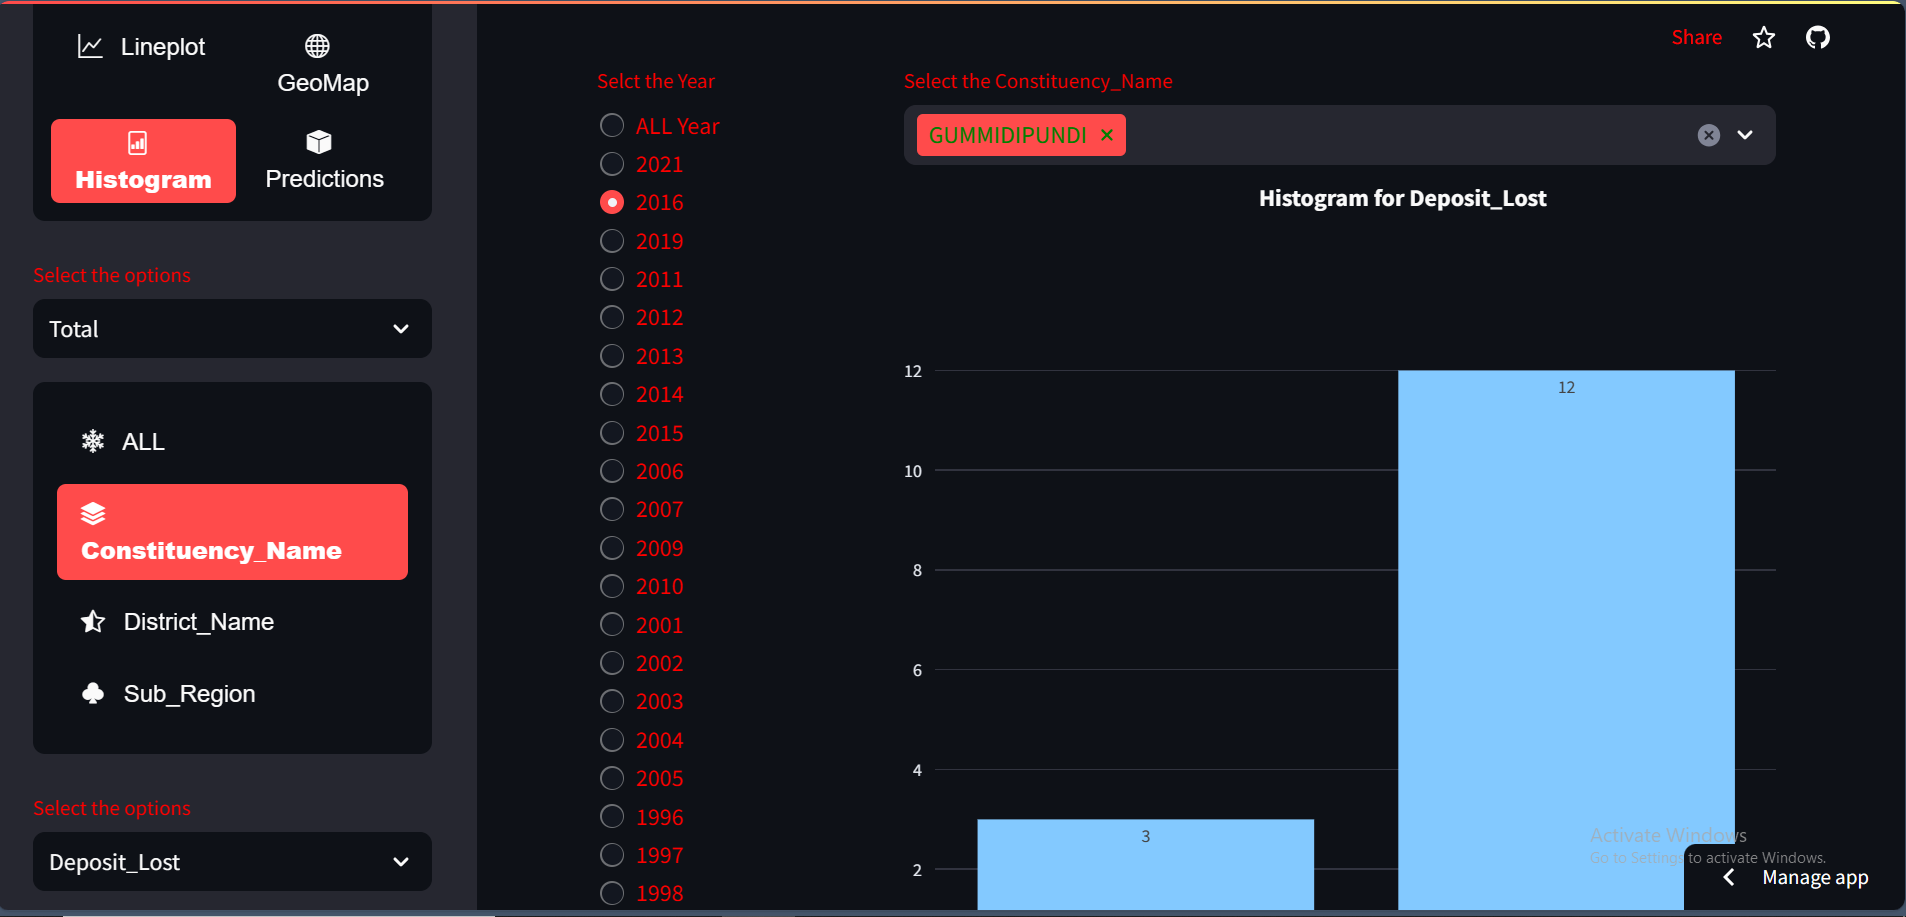 Lineplot
GeoMap
Histogram
Predictions
Select the options
Total
ALL
Constituency_Name
District_Name
Sub_Region
Select the options
Deposit_Lost
Share
Selct the Year
ALL Year
2021
2016
2019
2011
2012
2013
2014
2015
2006
2007
2009
2010
2001
2002
2003
2004
2005
1996
1997
1998
Select the Constituency_Name
GUMMIDIPUNDI
Histogram for Deposit_Lost
12
10
8
6
4
2
12
3
Activate Windows
Go to Settings to activate Windows.
Manage app